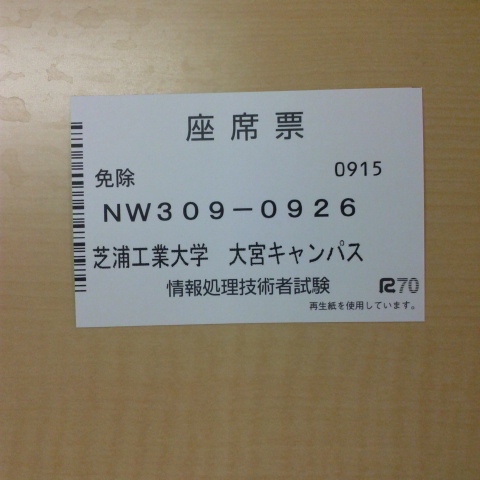 座席票
免除 0915
NW309-0926
芝浦工業大学 大宮キャンパス
情報処理技術者試験 R70
再生紙を使用しています。